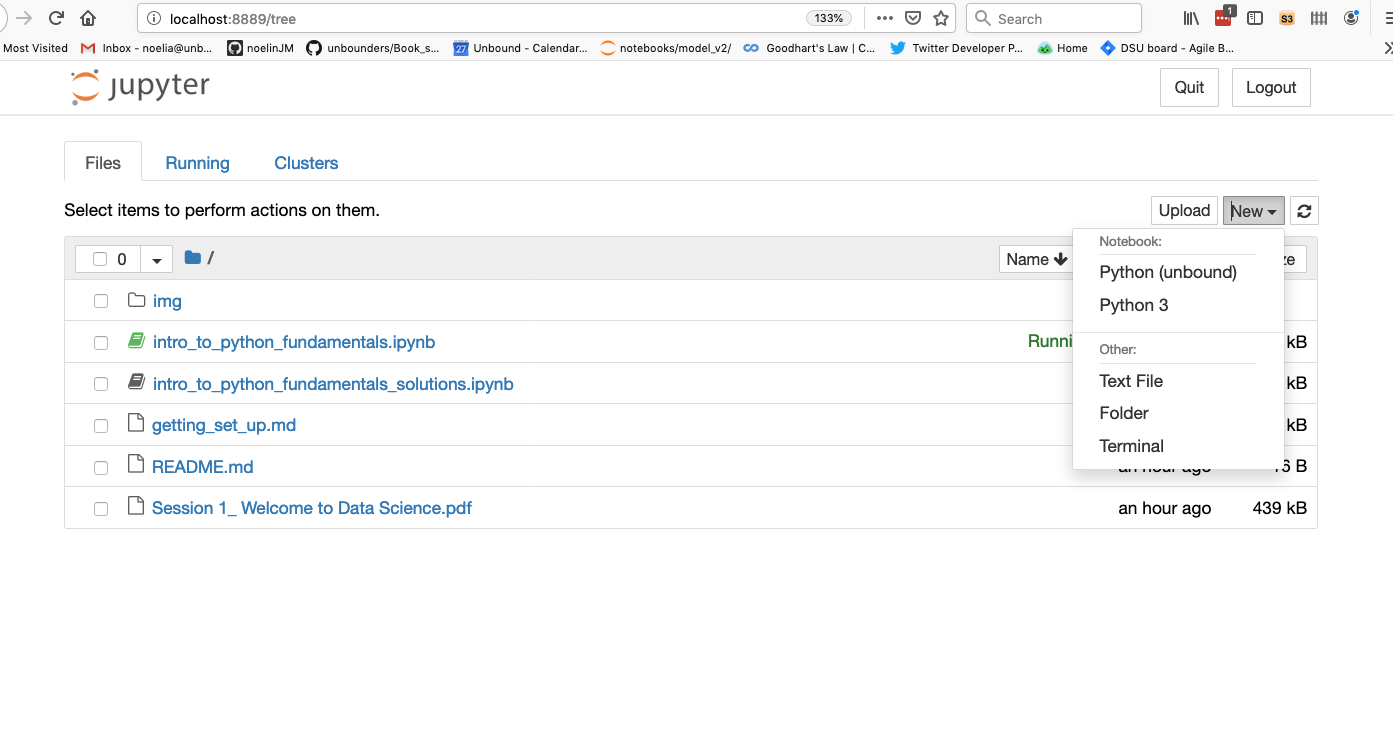 localhost:8889/tree 133% Search 1 S3
Most Visited Inbox - noelia@unb... noelinJM unbounders/Book_s... 27 Unbound - Calendar... notebooks/model_v2/ Goodhart's Law | C... Twitter Developer P... Home DSU board - Agile B...
jupyter Quit Logout
Files Running Clusters
Select items to perform actions on them. Upload New
0 / Name ze
Notebook:
Python (unbound)
Python 3
Other:
Text File
Folder
Terminal
img
intro_to_python_fundamentals.ipynb Runni kB
intro_to_python_fundamentals_solutions.ipynb kB
getting_set_up.md kB
README.md an hour ago 6 B
Session 1_ Welcome to Data Science.pdf an hour ago 439 kB